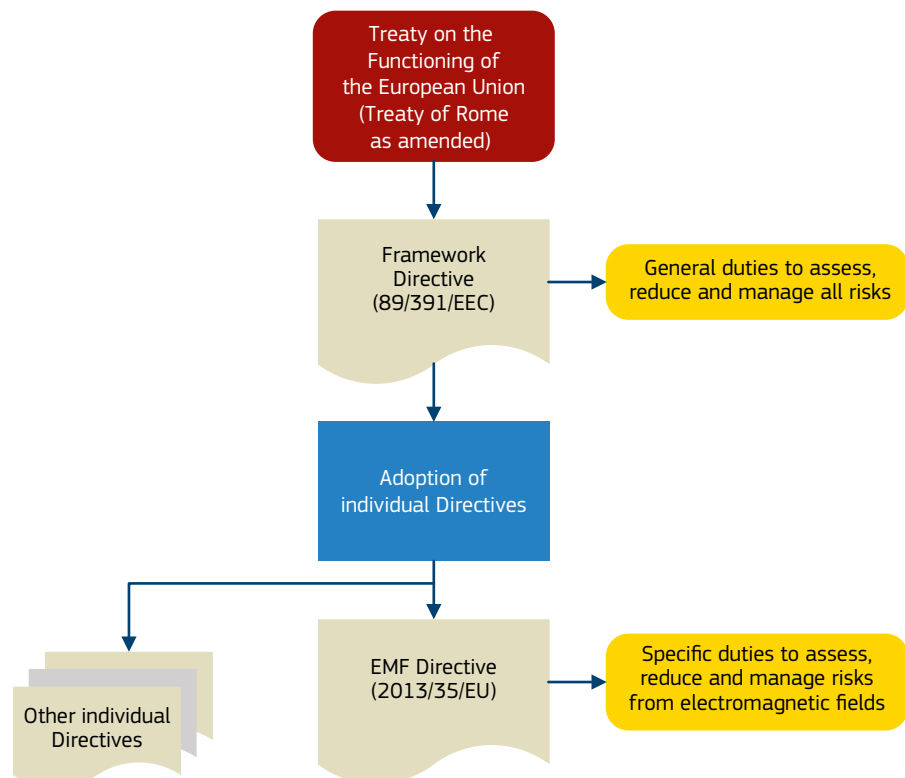 Treaty on the
Functioning of
the European Union
(Treaty of Rome
as amended)
Framework
Directive
(89/391/EEC)
General duties to assess,
reduce and manage all risks
Adoption of
individual Directives
Other individual
Directives
EMF Directive
(2013/35/EU)
Specific duties to assess,
reduce and manage risks
from electromagnetic fields